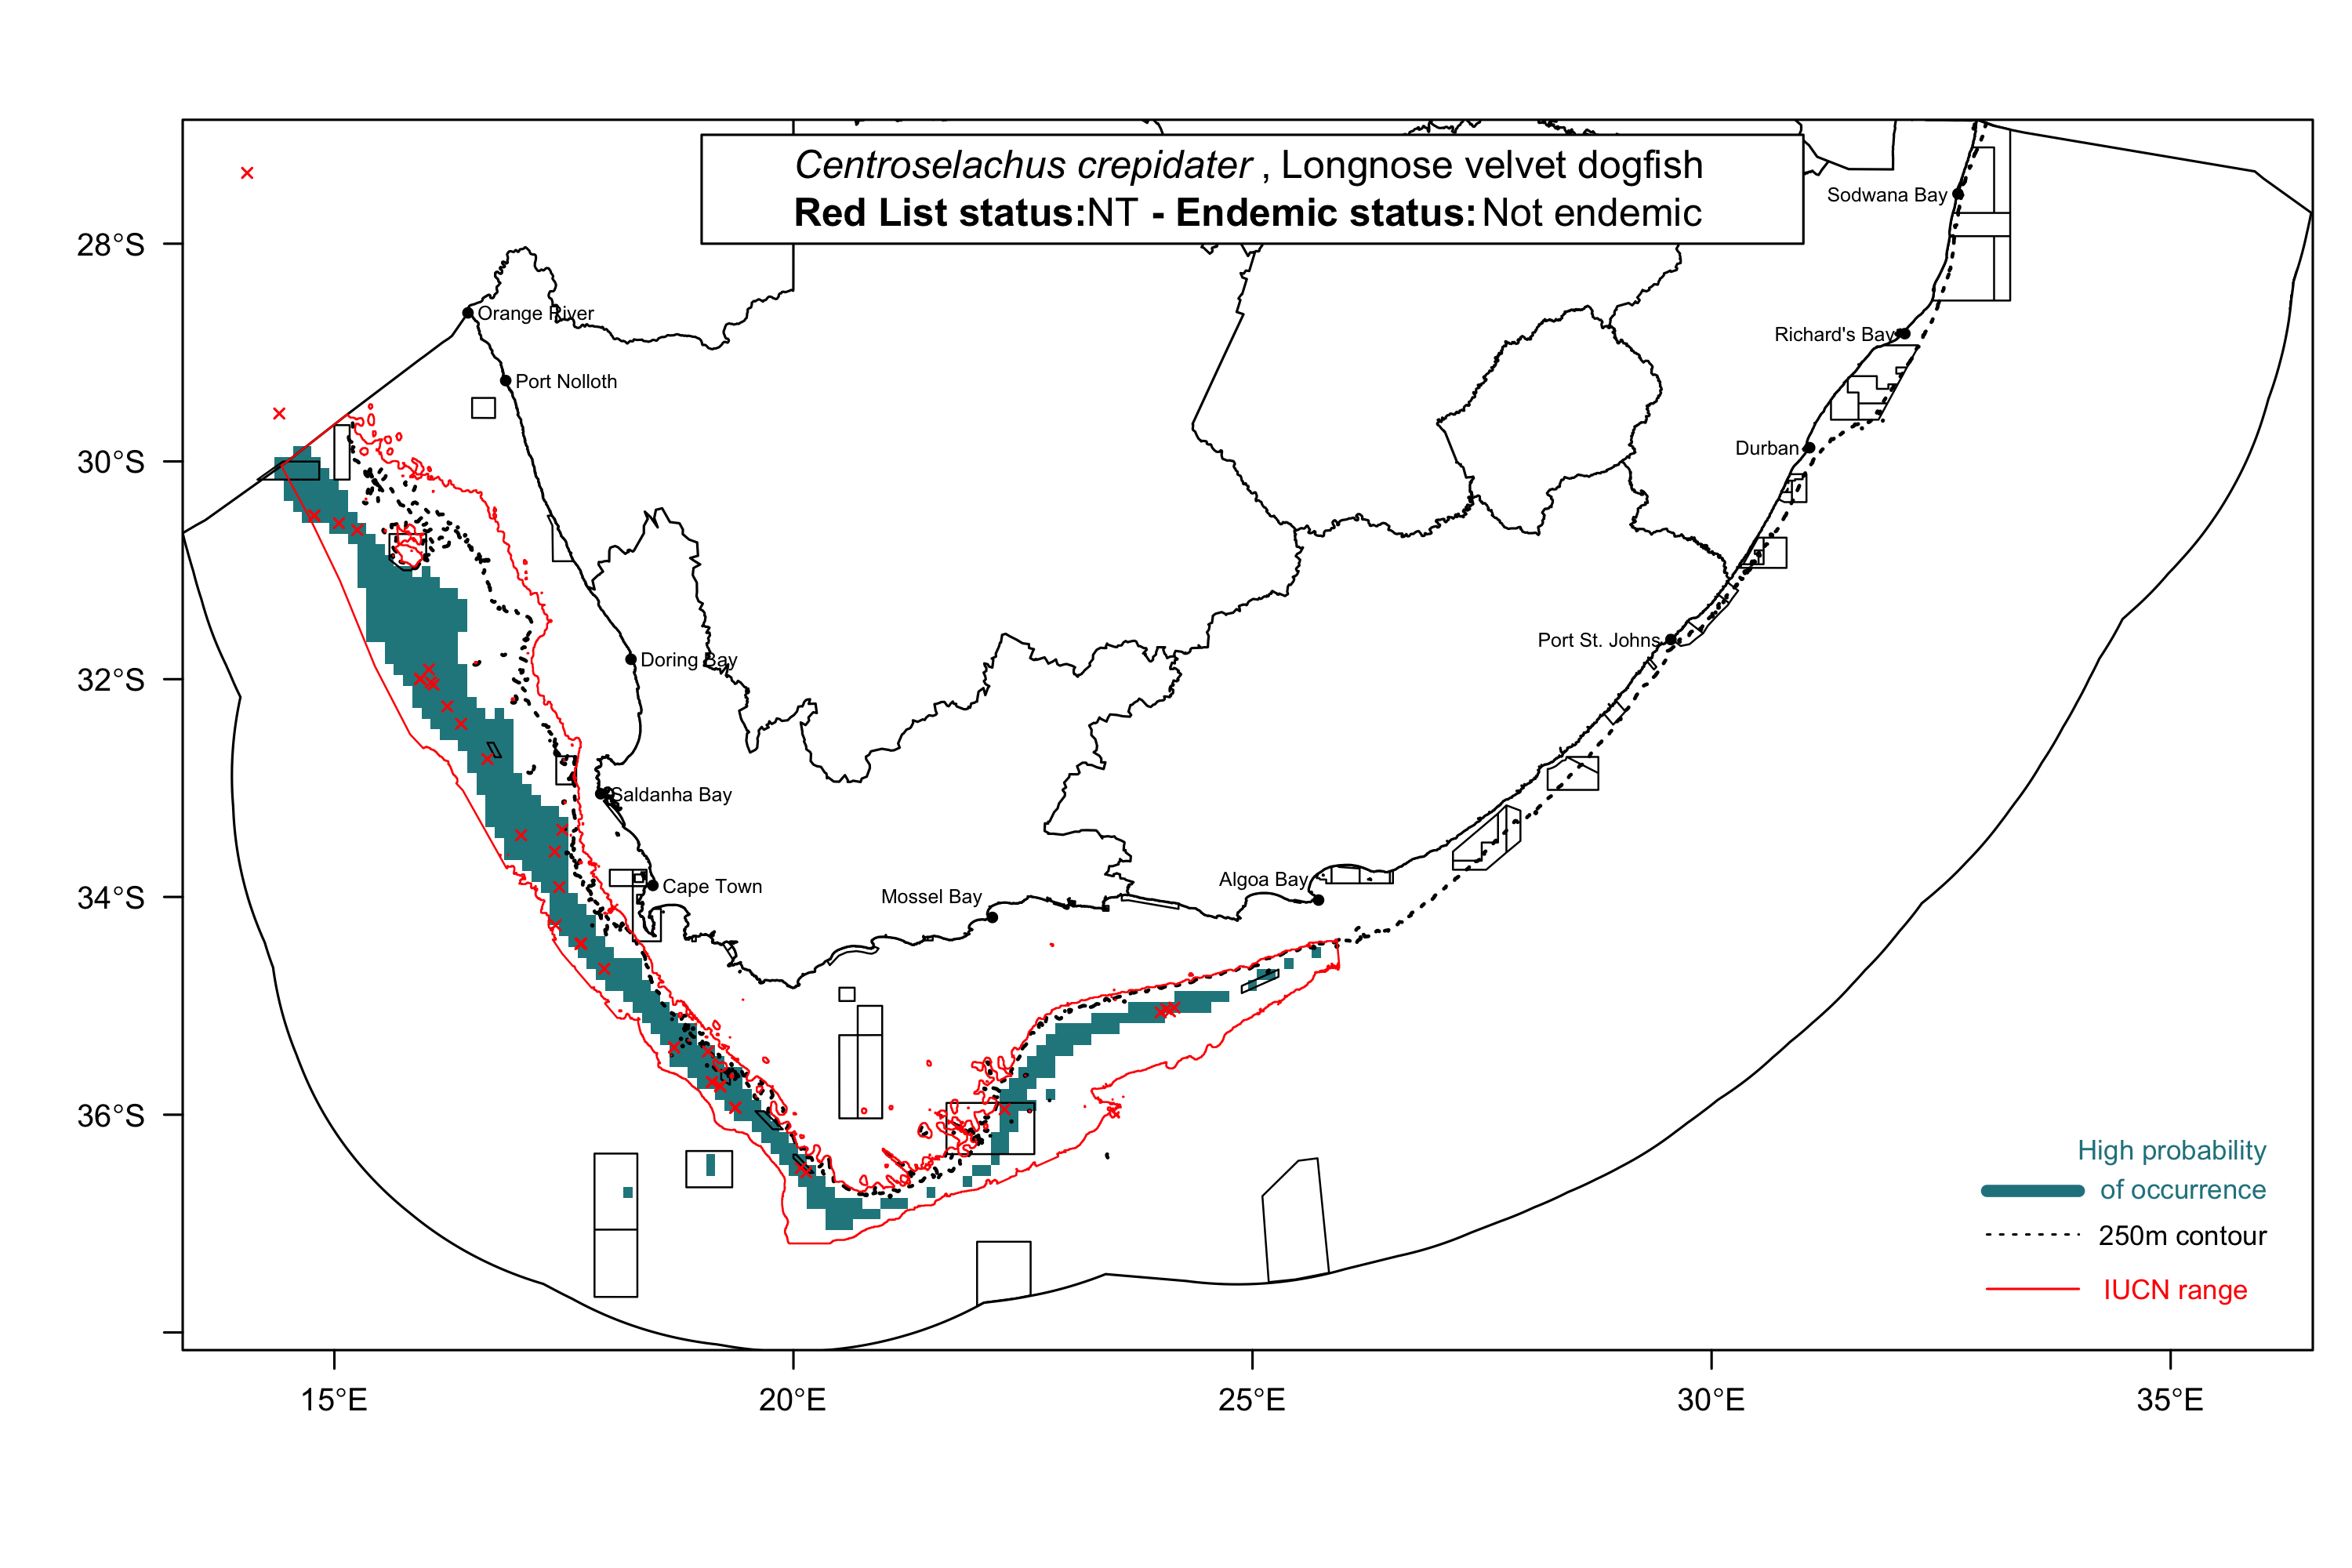 Centroselachus crepidater , Longnose velvet dogfish
Red List status:NT - Endemic status: Not endemic
Sodwana Bay
28°S
Orange River
Richard's Bay
Port Nolloth
Durban
30°S
Port St. Johns
Doring Bay
32°S
Saldanha Bay
Algoa Bay
Cape Town
Mossel Bay
34°S
36°S
High probability
of occurrence
250m contour
IUCN range
15°E
20°E
25°E
30°E
35°E